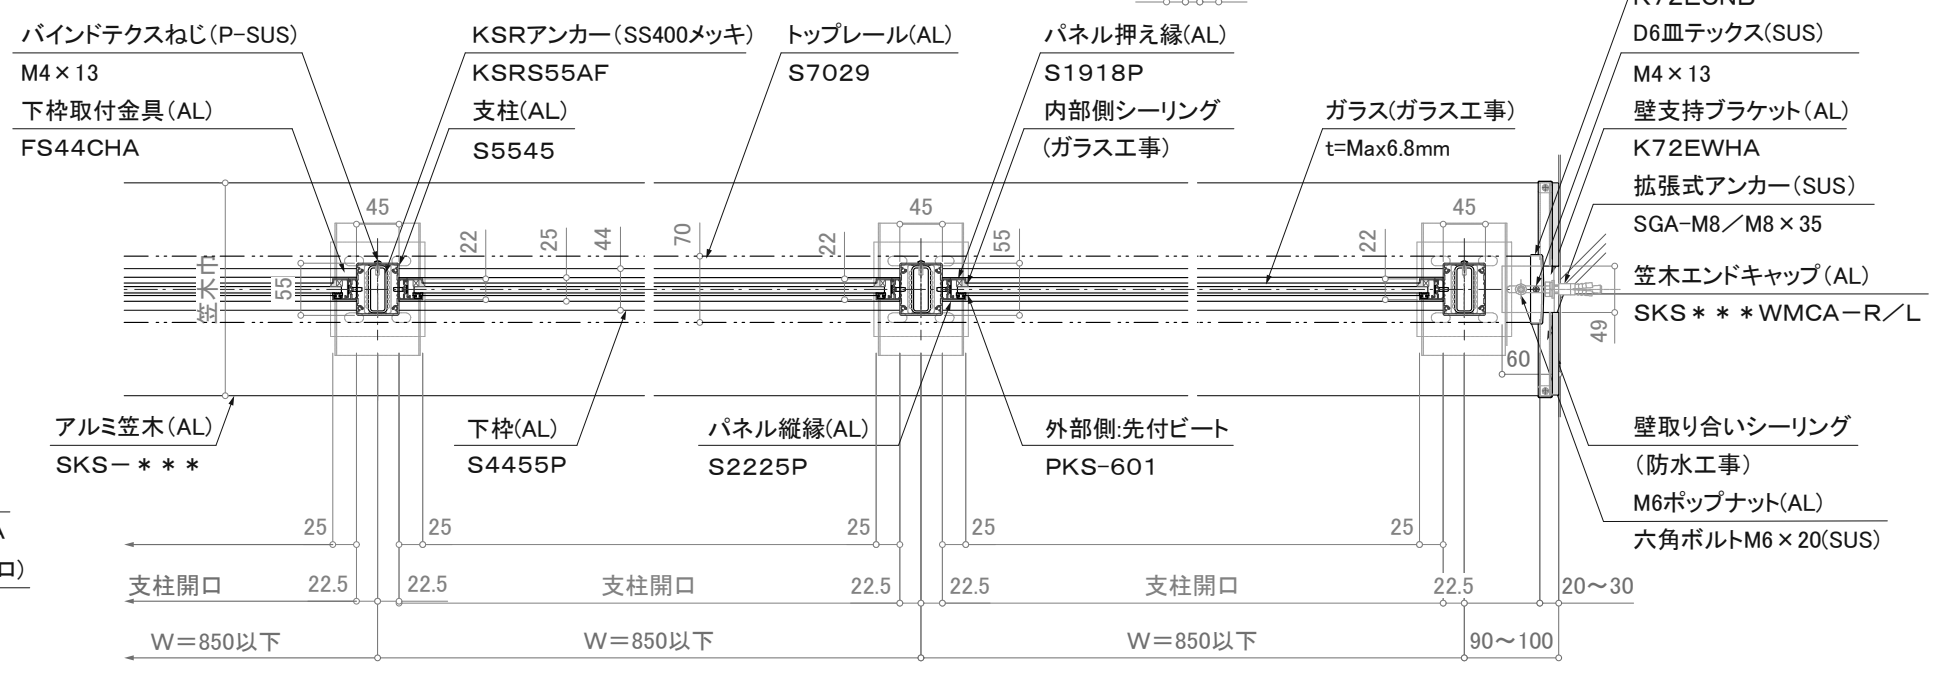 バインドテクスねじ（P-SUS）
M4×13
下枠取付金具（AL）
FS44CHA
KSRアンカー（SS400メッキ）
KSRS55AF
支柱(AL)
S5545
トップレール(AL)
S7029
パネル押え縁(AL)
S1918P
内部側シーリング
(ガラス工事)
ガラス(ガラス工事)
t=Max6.8mm
D6皿テックス(SUS)
M4×13
壁支持ブラケット（AL）
K72EWHA
拡張式アンカー（SUS）
SGA-M8／M8×35
笠木エンドキャップ（AL）
SKS＊＊＊WMCA－R／L
45
45
45
22
25
44
70
22
55
22
55
笠木巾
49
60
アルミ笠木（AL）
SKS－＊＊＊
下枠(AL)
S4455P
パネル縦縁(AL)
S2225P
外部側:先付ビート
PKS-601
壁取り合いシーリング
（防水工事）
M6ポップナット(AL)
六角ボルトM6×20(SUS)
25
25
25
25
25
支柱開口
22.5
22.5
支柱開口
22.5
22.5
支柱開口
22.5
20～30
W＝850以下
W＝850以下
W＝850以下
90～100